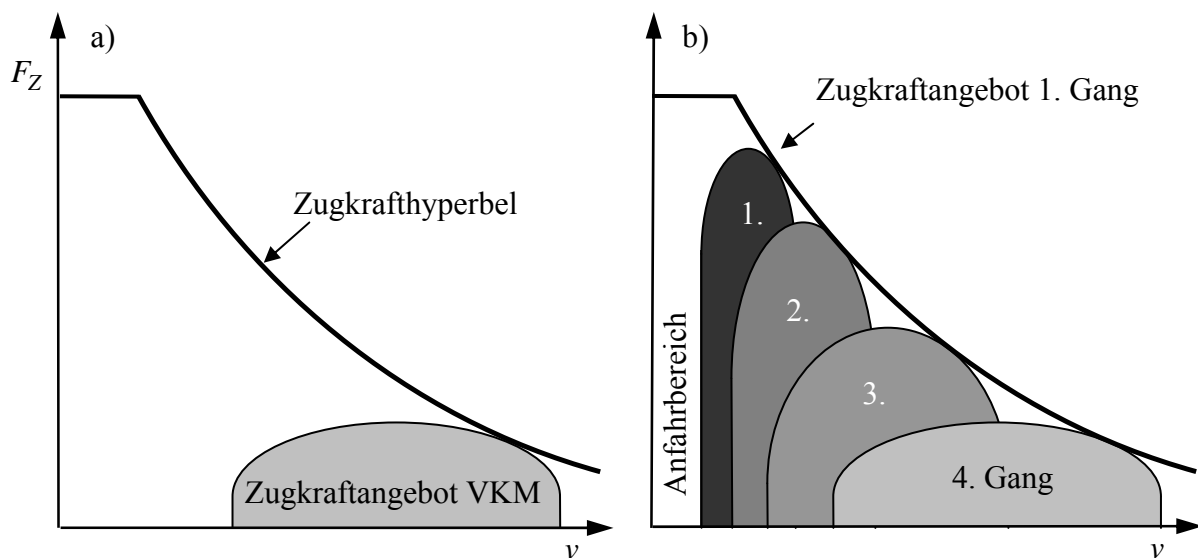 a)
F_Z
Zugkrafthyperbel
Zugkraftangebot VKM
v
b)
Zugkraftangebot 1. Gang
1.
2.
3.
4. Gang
Anfahrbereich
v